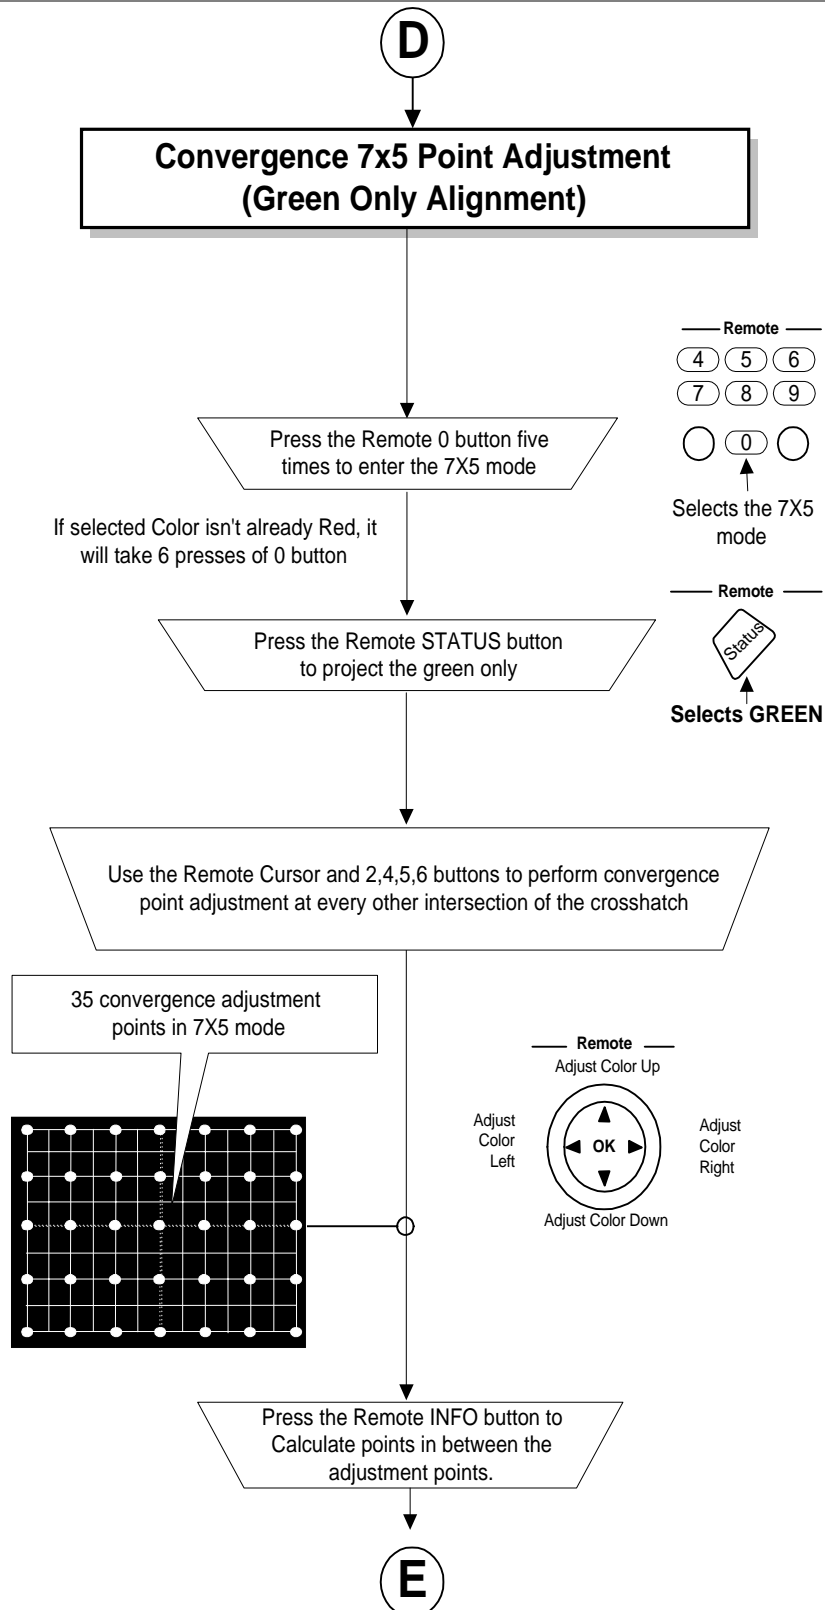 D
Convergence 7x5 Point Adjustment
(Green Only Alignment)
Remote
4 5 6
7 8 9
0
Selects the 7X5
mode
Press the Remote 0 button five
times to enter the 7X5 mode
If selected Color isn't already Red, it
will take 6 presses of 0 button
Remote
Status
Selects GREEN
Press the Remote STATUS button
to project the green only
Use the Remote Cursor and 2,4,5,6 buttons to perform convergence
point adjustment at every other intersection of the crosshatch
35 convergence adjustment
points in 7X5 mode
Remote
Adjust Color Up
Adjust
Color
Left
OK
Adjust
Color
Right
Adjust Color Down
Press the Remote INFO button to
Calculate points in between the
adjustment points.
E